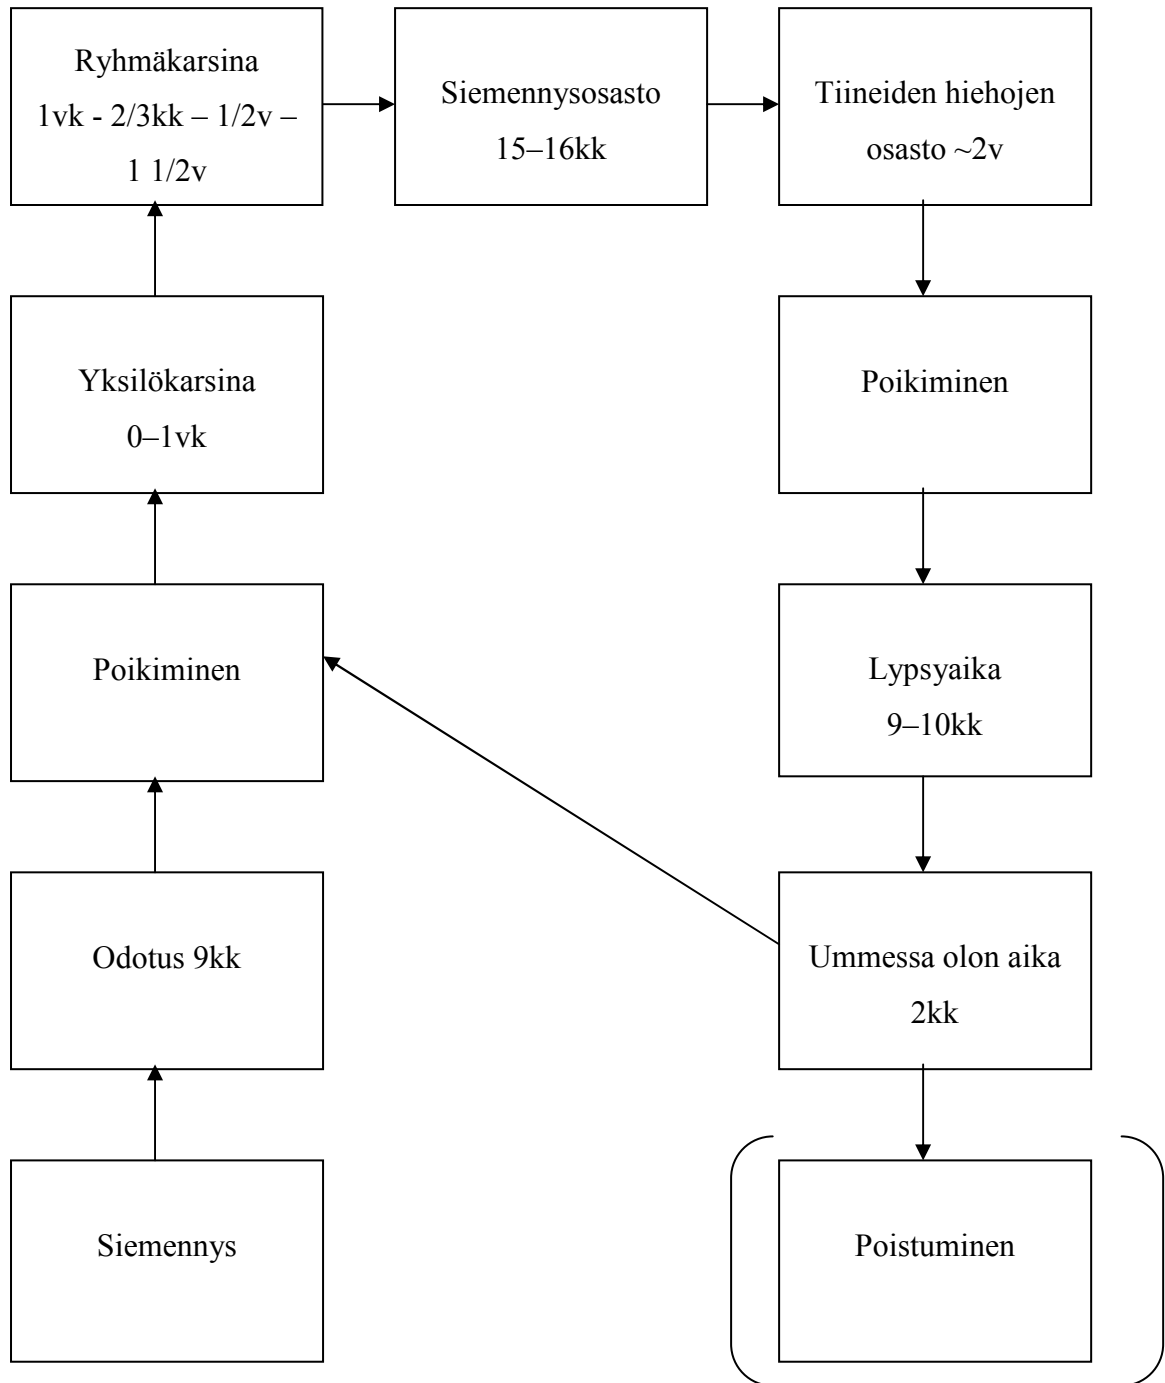 Ryhmäkarsina
1vk - 2/3kk – 1/2v –
1 1/2v
Siemennysosasto
15–16kk
Tiineiden hiehojen
osasto ~2v
Yksilökarsina
0–1vk
Poikiminen
Poikiminen
Lypsyaika
9–10kk
Odotus 9kk
Ummessa olon aika
2kk
Siemennys
Poistuminen